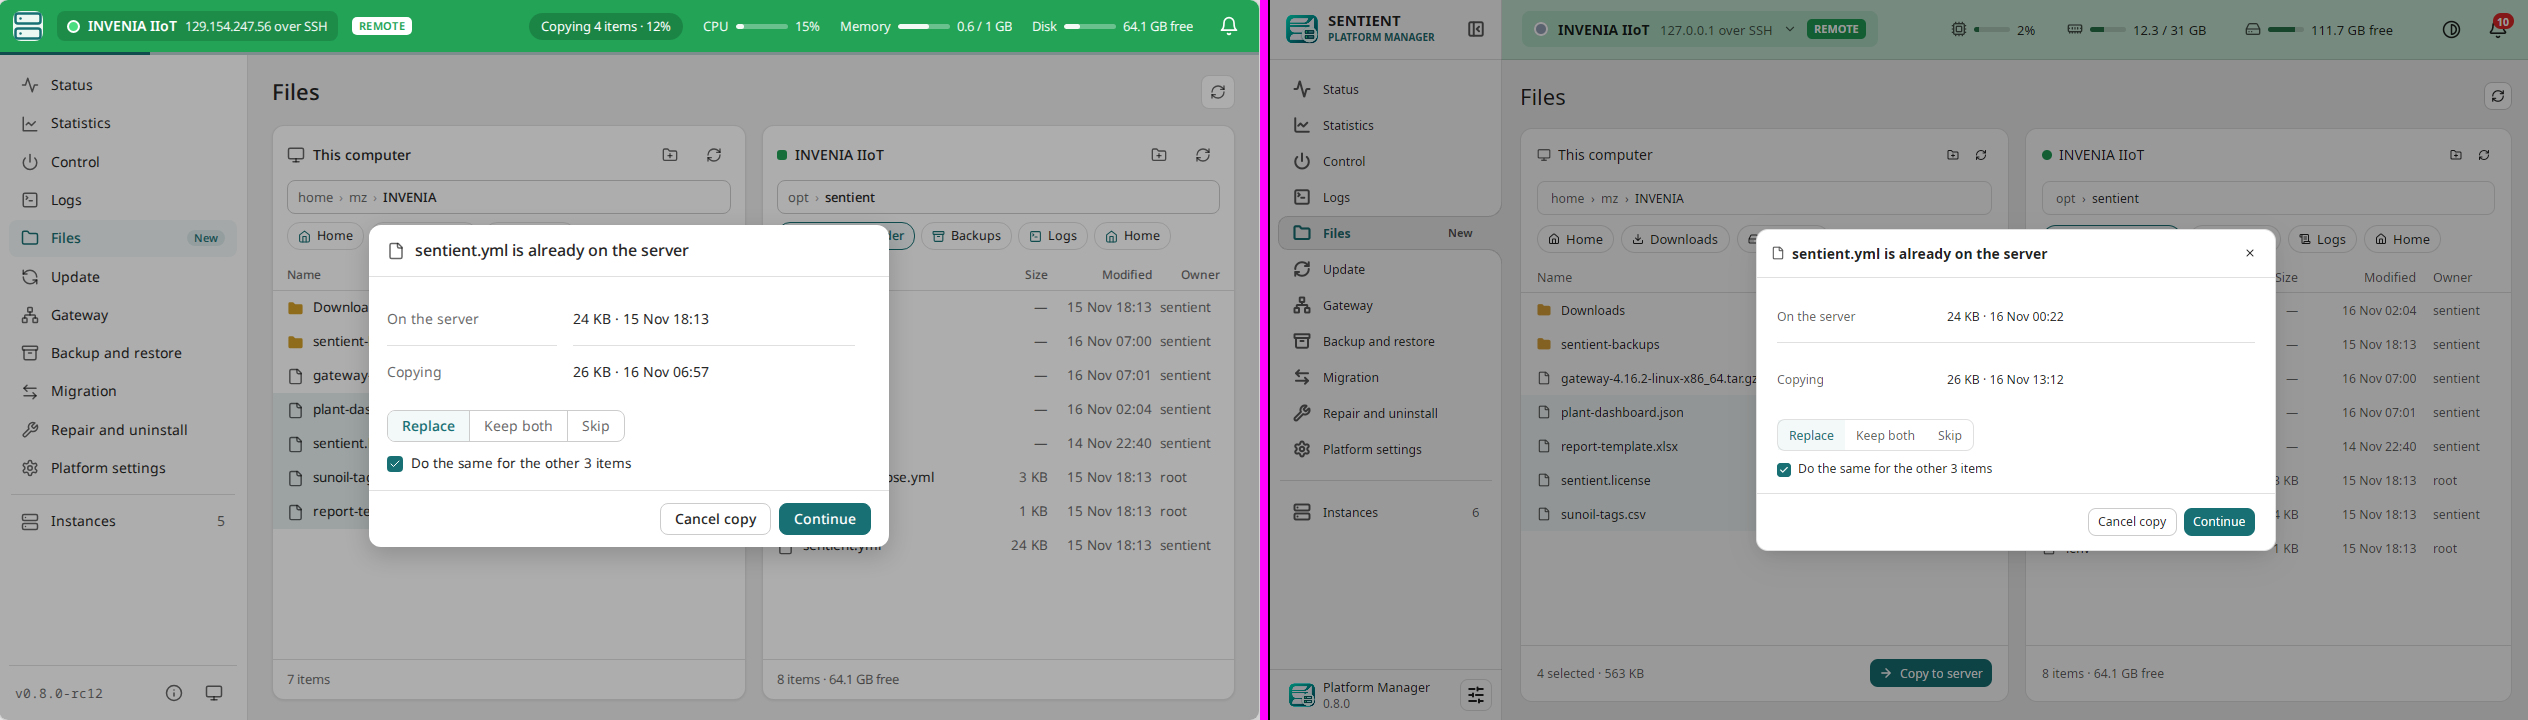 INVENIA IIoT 129.154.247.56 over SSH REMOTE Copying 4 items · 12% CPU 15% Memory 0.6 / 1 GB Disk 64.1 GB free
Status
Statistics
Control
Logs
Files New
Update
Gateway
Backup and restore
Migration
Repair and uninstall
Platform settings
Instances 5
v0.8.0-rc12
Files
This computer
home › mz › INVENIA
Home
Name
Downloa
sentient-
gateway-
plant-das
sentient.
sunoil-tag
report-te
7 items
INVENIA IIoT
opt › sentient
Backups Logs Home
Size Modified Owner
— 15 Nov 18:13 sentient
— 16 Nov 07:00 sentient
— 16 Nov 07:01 sentient
— 16 Nov 02:04 sentient
— 14 Nov 22:40 sentient
ose.yml 3 KB 15 Nov 18:13 root
1 KB 15 Nov 18:13 root
sentient.yml 24 KB 15 Nov 18:13 sentient
8 items · 64.1 GB free
sentient.yml is already on the server
On the server 24 KB · 15 Nov 18:13
Copying 26 KB · 16 Nov 06:57
Replace Keep both Skip
Do the same for the other 3 items
Cancel copy Continue
SENTIENT
PLATFORM MANAGER
INVENIA IIoT 127.0.0.1 over SSH REMOTE 2% 12.3 / 31 GB 111.7 GB free 10
Status
Statistics
Control
Logs
Files New
Update
Gateway
Backup and restore
Migration
Repair and uninstall
Platform settings
Instances 6
Platform Manager
0.8.0
Files
This computer
home › mz › INVENIA
Home Downloads
Name
Downloads
sentient-backups
gateway-4.16.2-linux-x86_64.tar.gz
plant-dashboard.json
report-template.xlsx
sentient.license
sunoil-tags.csv
4 selected · 563 KB Copy to server
INVENIA IIoT
opt › sentient
Logs Home
Size Modified Owner
— 16 Nov 02:04 sentient
— 15 Nov 18:13 sentient
— 16 Nov 07:00 sentient
— 16 Nov 07:01 sentient
— 14 Nov 22:40 sentient
KB 15 Nov 18:13 root
KB 15 Nov 18:13 sentient
1 KB 15 Nov 18:13 root
8 items · 64.1 GB free
sentient.yml is already on the server
On the server 24 KB · 16 Nov 00:22
Copying 26 KB · 16 Nov 13:12
Replace Keep both Skip
Do the same for the other 3 items
Cancel copy Continue